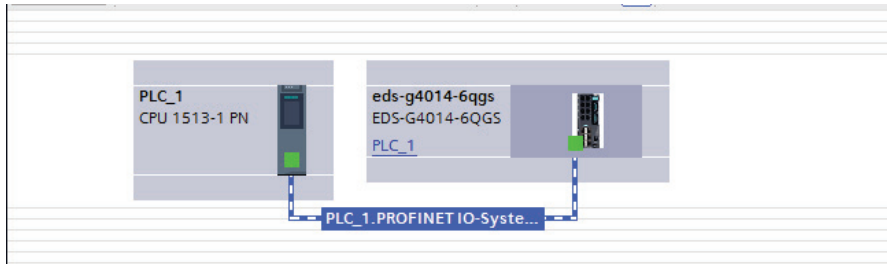 PLC_1
CPU 1513-1 PN
eds-g4014-6qgs
EDS-G4014-6QGS
PLC_1
PLC_1.PROFINET IO-Syste...